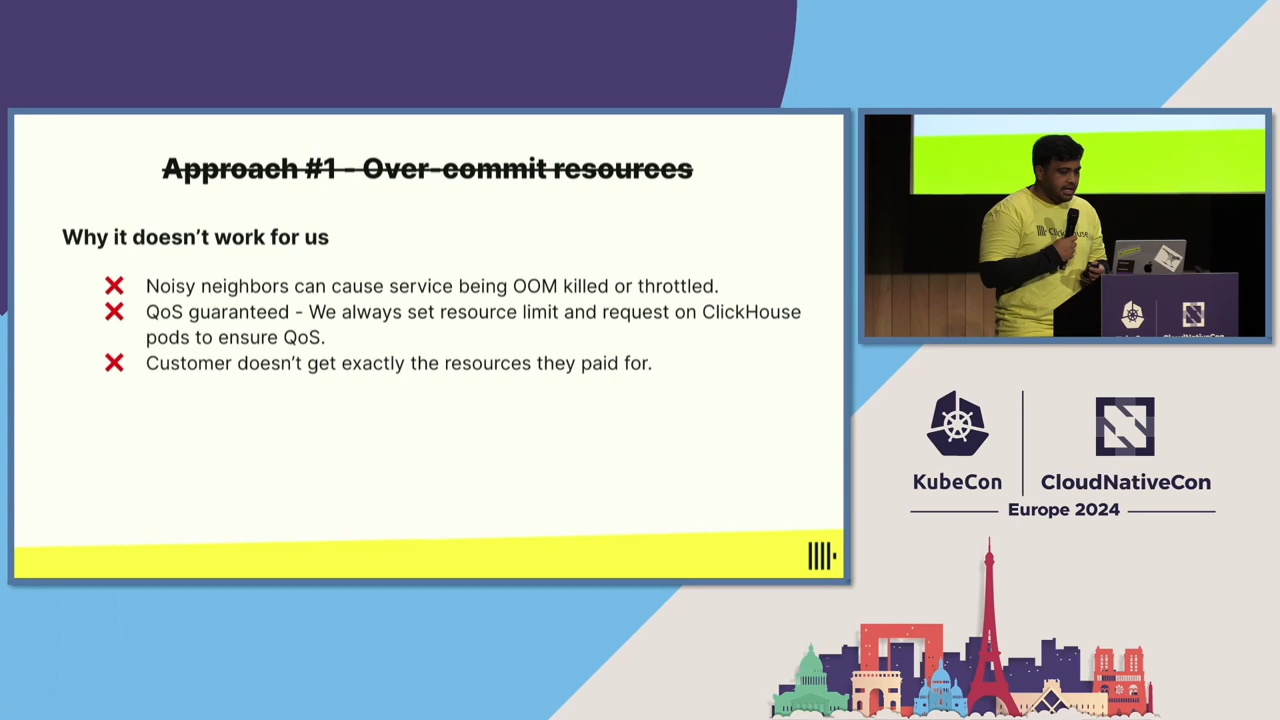 Approach #1 - Over-commit resources
Why it doesn't work for us
Noisy neighbors can cause service being OOM killed or throttled.
QoS guaranteed - We always set resource limit and request on ClickHouse
pods to ensure QoS.
Customer doesn't get exactly the resources they paid for.
ClickHouse
KubeCon
CloudNativeCon
Europe 2024